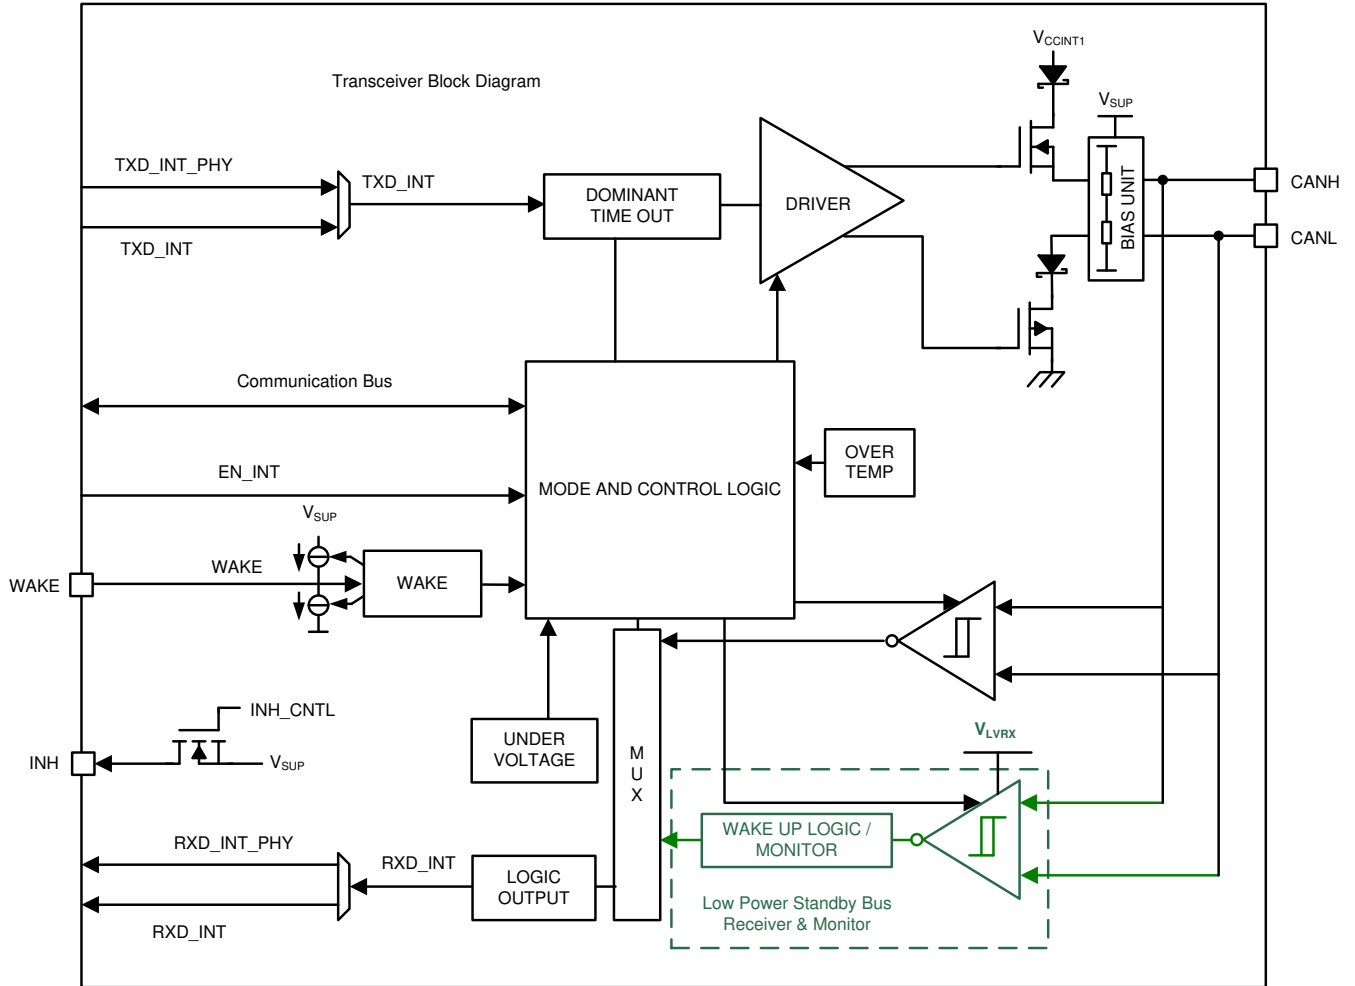 Transceiver Block Diagram
VCCINT1
VSUP
TXD_INT_PHY
TXD_INT
TXD_INT
DOMINANT
TIME OUT
DRIVER
BIAS UNIT
CANH
CANL
Communication Bus
EN_INT
MODE AND CONTROL LOGIC
OVER
TEMP
VSUP
WAKE
WAKE
WAKE
INH_CNTL
INH
VSUP
UNDER
VOLTAGE
M
U
X
VLVRX
WAKE UP LOGIC /
MONITOR
Low Power Standby Bus
Receiver & Monitor
RXD_INT_PHY
RXD_INT
RXD_INT
LOGIC
OUTPUT